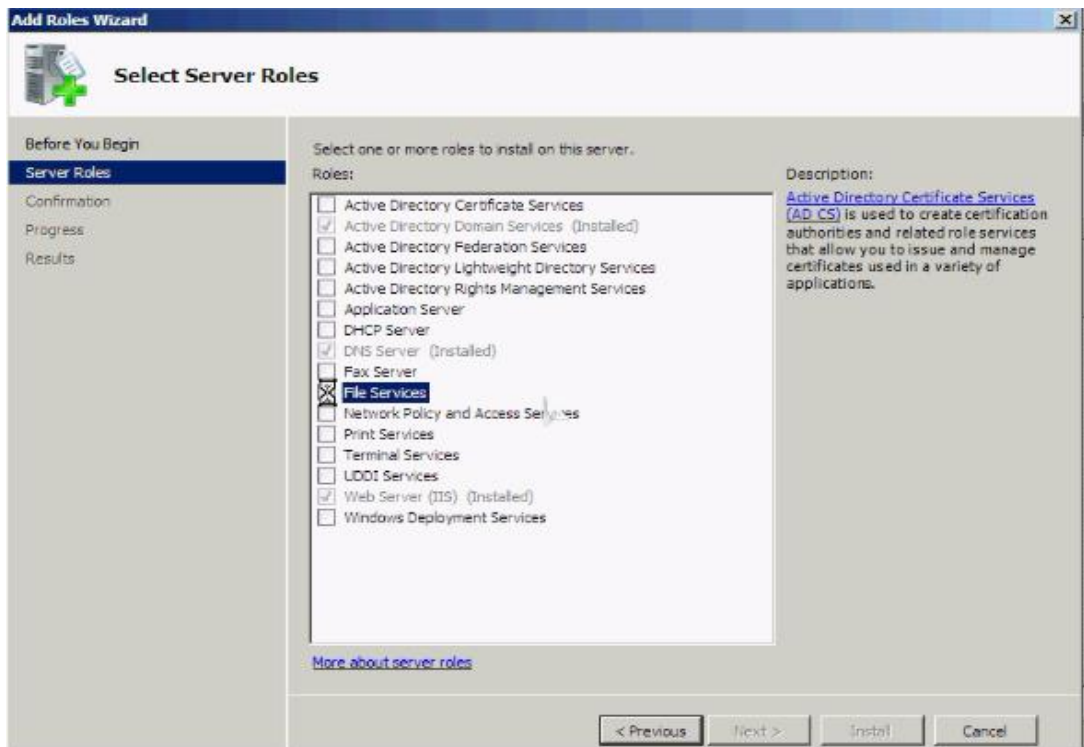 Add Roles Wizard
Select Server Roles
Before You Begin
Server Roles
Confirmation
Progress
Results
Select one or more roles to install on this server.
Roles:
Active Directory Certificate Services
Active Directory Domain Services (Installed)
Active Directory Federation Services
Active Directory Lightweight Directory Services
Active Directory Rights Management Services
Application Server
DHCP Server
DNS Server (Installed)
Fax Server
File Services
Network Policy and Access Services
Print Services
Terminal Services
UDDI Services
Web Server (IIS) (Installed)
Windows Deployment Services
More about server roles
Description:
Active Directory Certificate Services
(AD CS) is used to create certification
authorities and related role services
that allow you to issue and manage
certificates used in a variety of
applications.
< Previous
Next >
Install
Cancel